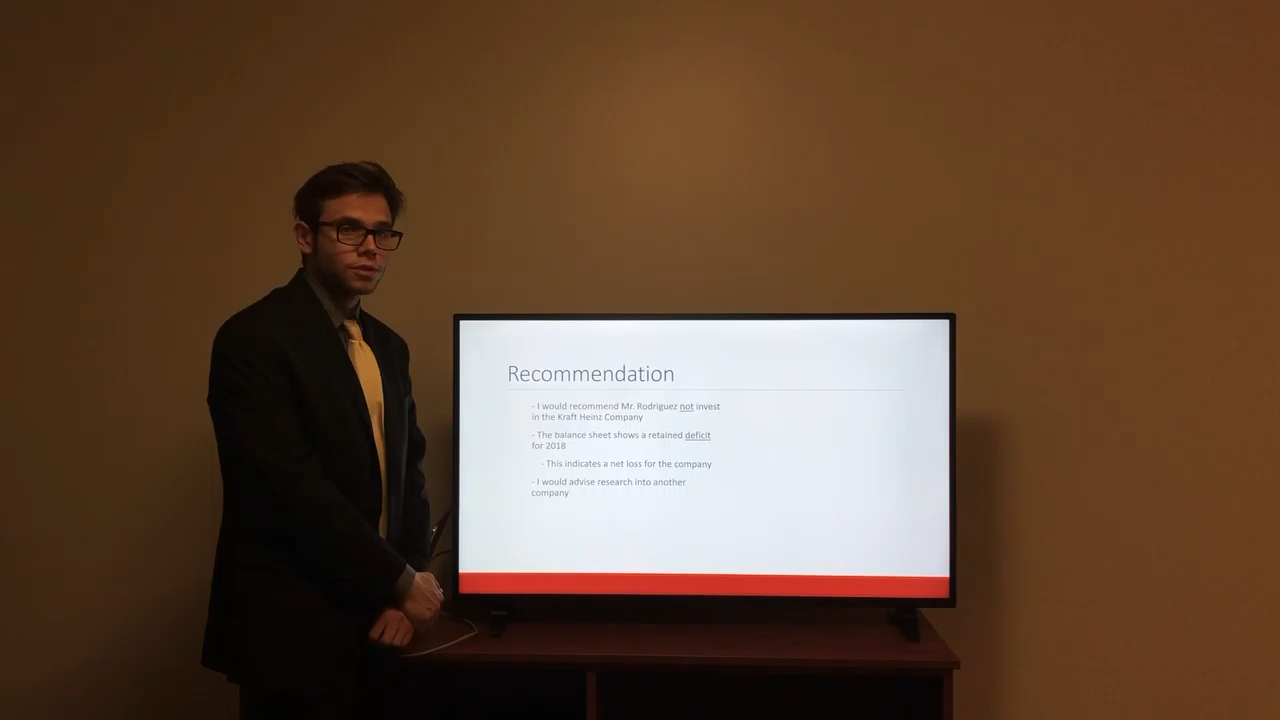 Recommendation
- I would recommend Mr. Rodriguez not invest
in the Kraft Heinz Company
- The balance sheet shows a retained deficit
for 2018
- This indicates a net loss for the company
- I would advise research into another
company